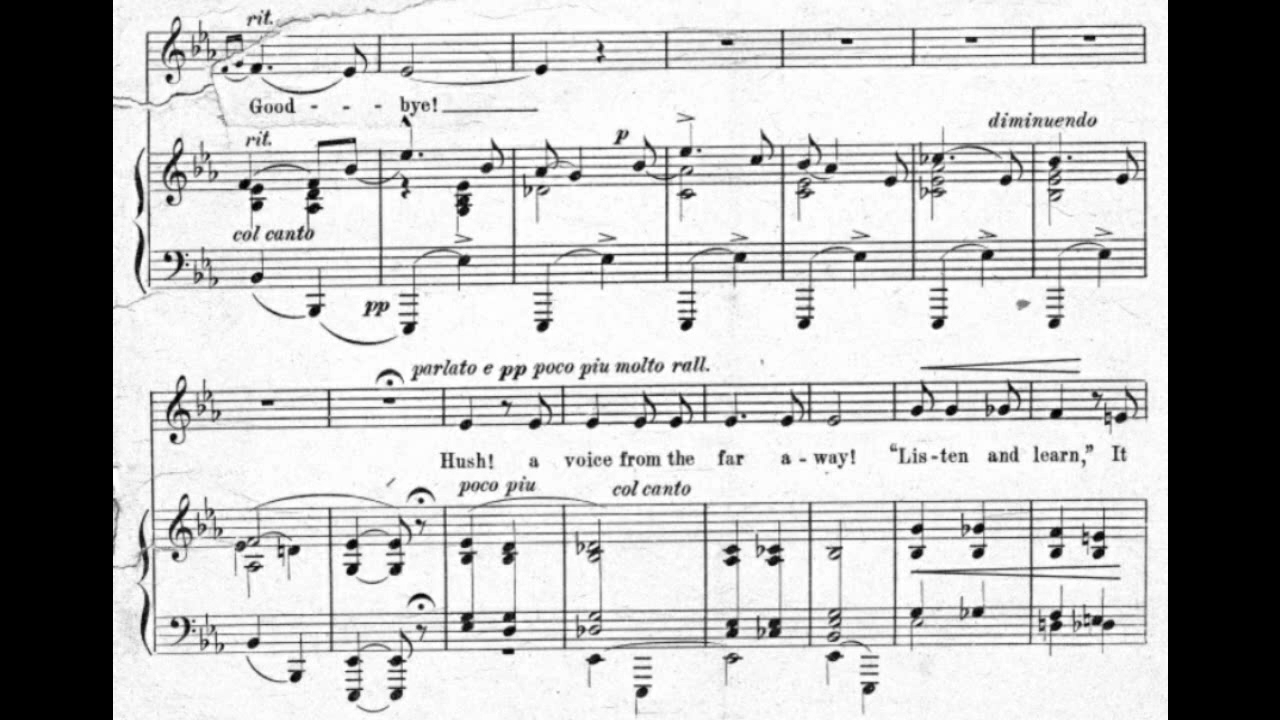 rit.
Good - - - bye!
rit.
p
diminuendo
col canto
pp
parlato e pp poco piu molto rall.
Hush! a voice from the far a - way! "Lis - ten and learn," It
poco piu
col canto